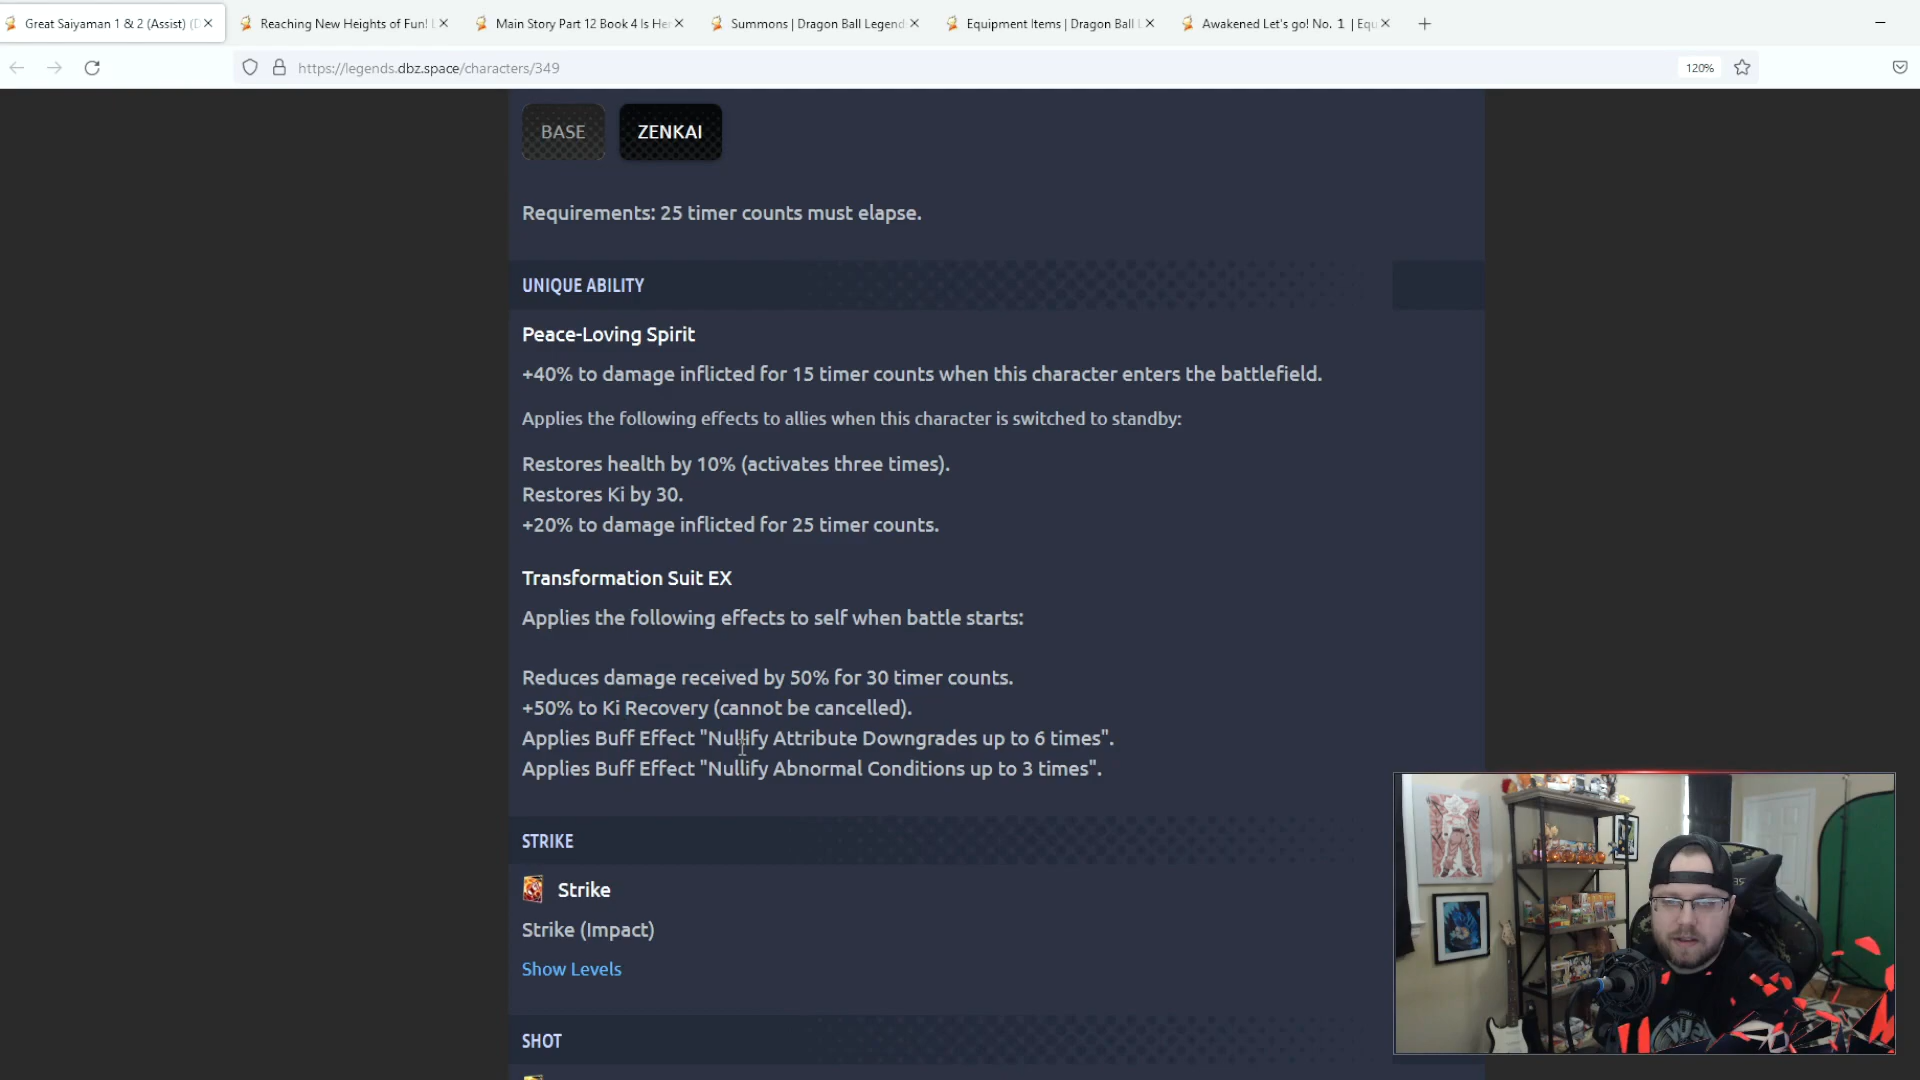 Great Saiyaman 1 & 2 (Assist) (D
Reaching New Heights of Fun! L
Main Story Part 12 Book 4 Is Her
Summons | Dragon Ball Legend
Equipment Items | Dragon Ball L
Awakened Let's go! No. 1 | Equ
https://legends.dbz.space/characters/349
120%
BASE
ZENKAI
Requirements: 25 timer counts must elapse.
UNIQUE ABILITY
Peace-Loving Spirit
+40% to damage inflicted for 15 timer counts when this character enters the battlefield.
Applies the following effects to allies when this character is switched to standby:
Restores health by 10% (activates three times).
Restores Ki by 30.
+20% to damage inflicted for 25 timer counts.
Transformation Suit EX
Applies the following effects to self when battle starts:
Reduces damage received by 50% for 30 timer counts.
+50% to Ki Recovery (cannot be cancelled).
Applies Buff Effect "Nullify Attribute Downgrades up to 6 times".
Applies Buff Effect "Nullify Abnormal Conditions up to 3 times".
STRIKE
Strike
Strike (Impact)
Show Levels
SHOT